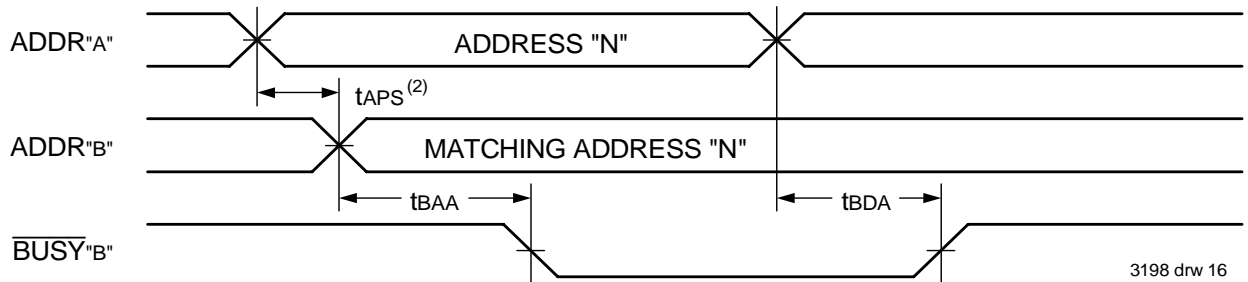 ADDR"A"
ADDRESS "N"
tAPS(2)
ADDR"B"
MATCHING ADDRESS "N"
tBAA
tBDA
BUSY"B"
3198 drw 16